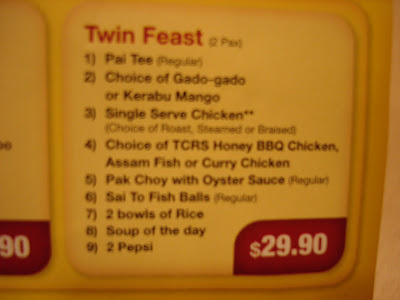 Twin Feast (2 Pax)
1) Pai Tee (Regular)
2) Choice of Gado-gado
or Kerabu Mango
3) Single Serve Chicken**
(Choice of Roast, Steamed or Braised)
4) Choice of TCRS Honey BBQ Chicken,
Assam Fish or Curry Chicken
5) Pak Choy with Oyster Sauce (Regular)
6) Sai To Fish Balls (Regular)
7) 2 bowls of Rice
8) Soup of the day
9) 2 Pepsi
$29.90
90